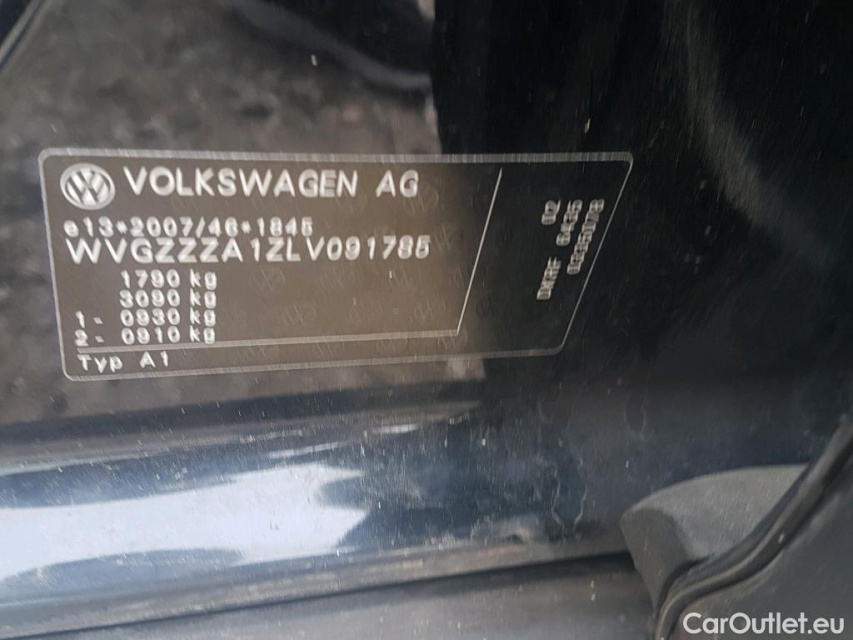 VOLKSWAGEN AG
e13*2007/46*1845
WVGZZZA1ZLV091785
1790 kg
3090 kg
1- 0930 kg
2- 0910 kg
Typ A1
02
CarOutlet.eu